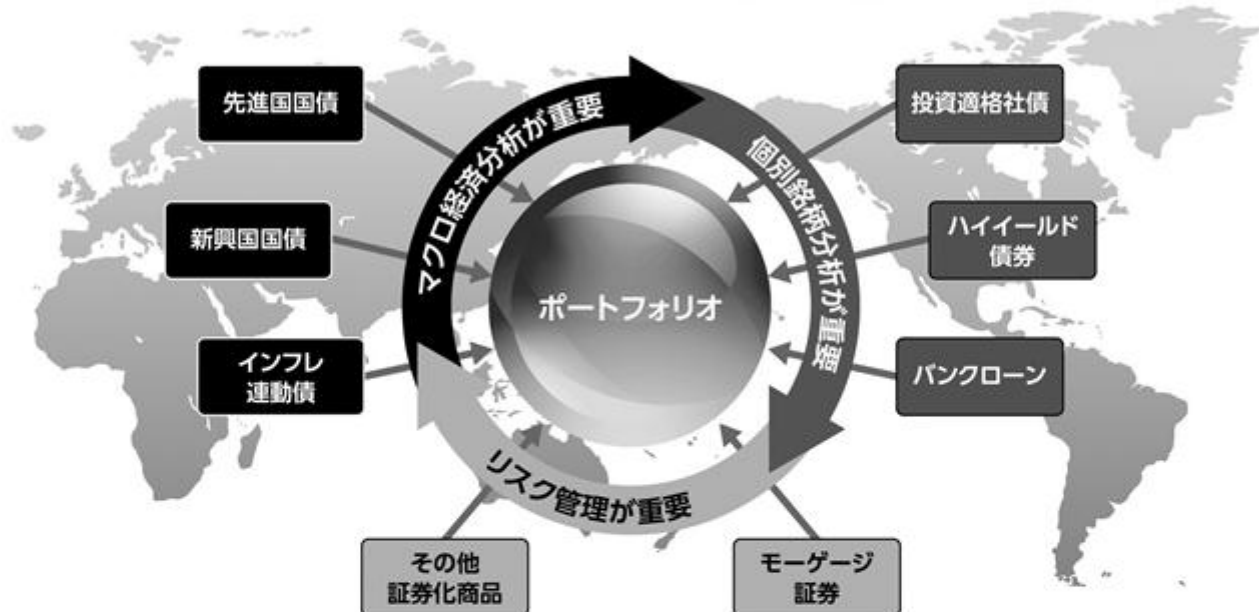 先進国国債
新興国国債
インフレ
連動債
マクロ経済分析が重要
ポートフォリオ
個別銘柄分析が重要
リスク管理が重要
投資適格社債
ハイイールド
債券
バンクローン
その他
証券化商品
モーゲージ
証券